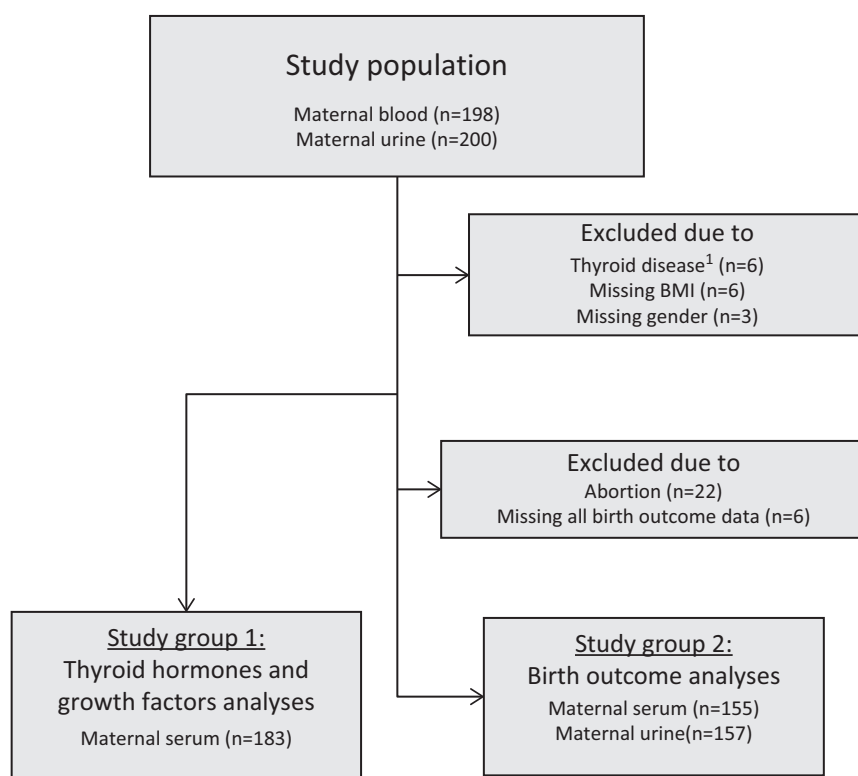 Study population
Maternal blood (n=198)
Maternal urine (n=200)
Excluded due to
Thyroid disease¹ (n=6)
Missing BMI (n=6)
Missing gender (n=3)
Excluded due to
Abortion (n=22)
Missing all birth outcome data (n=6)
Study group 1:
Thyroid hormones and
growth factors analyses
Maternal serum (n=183)
Study group 2:
Birth outcome analyses
Maternal serum (n=155)
Maternal urine(n=157)